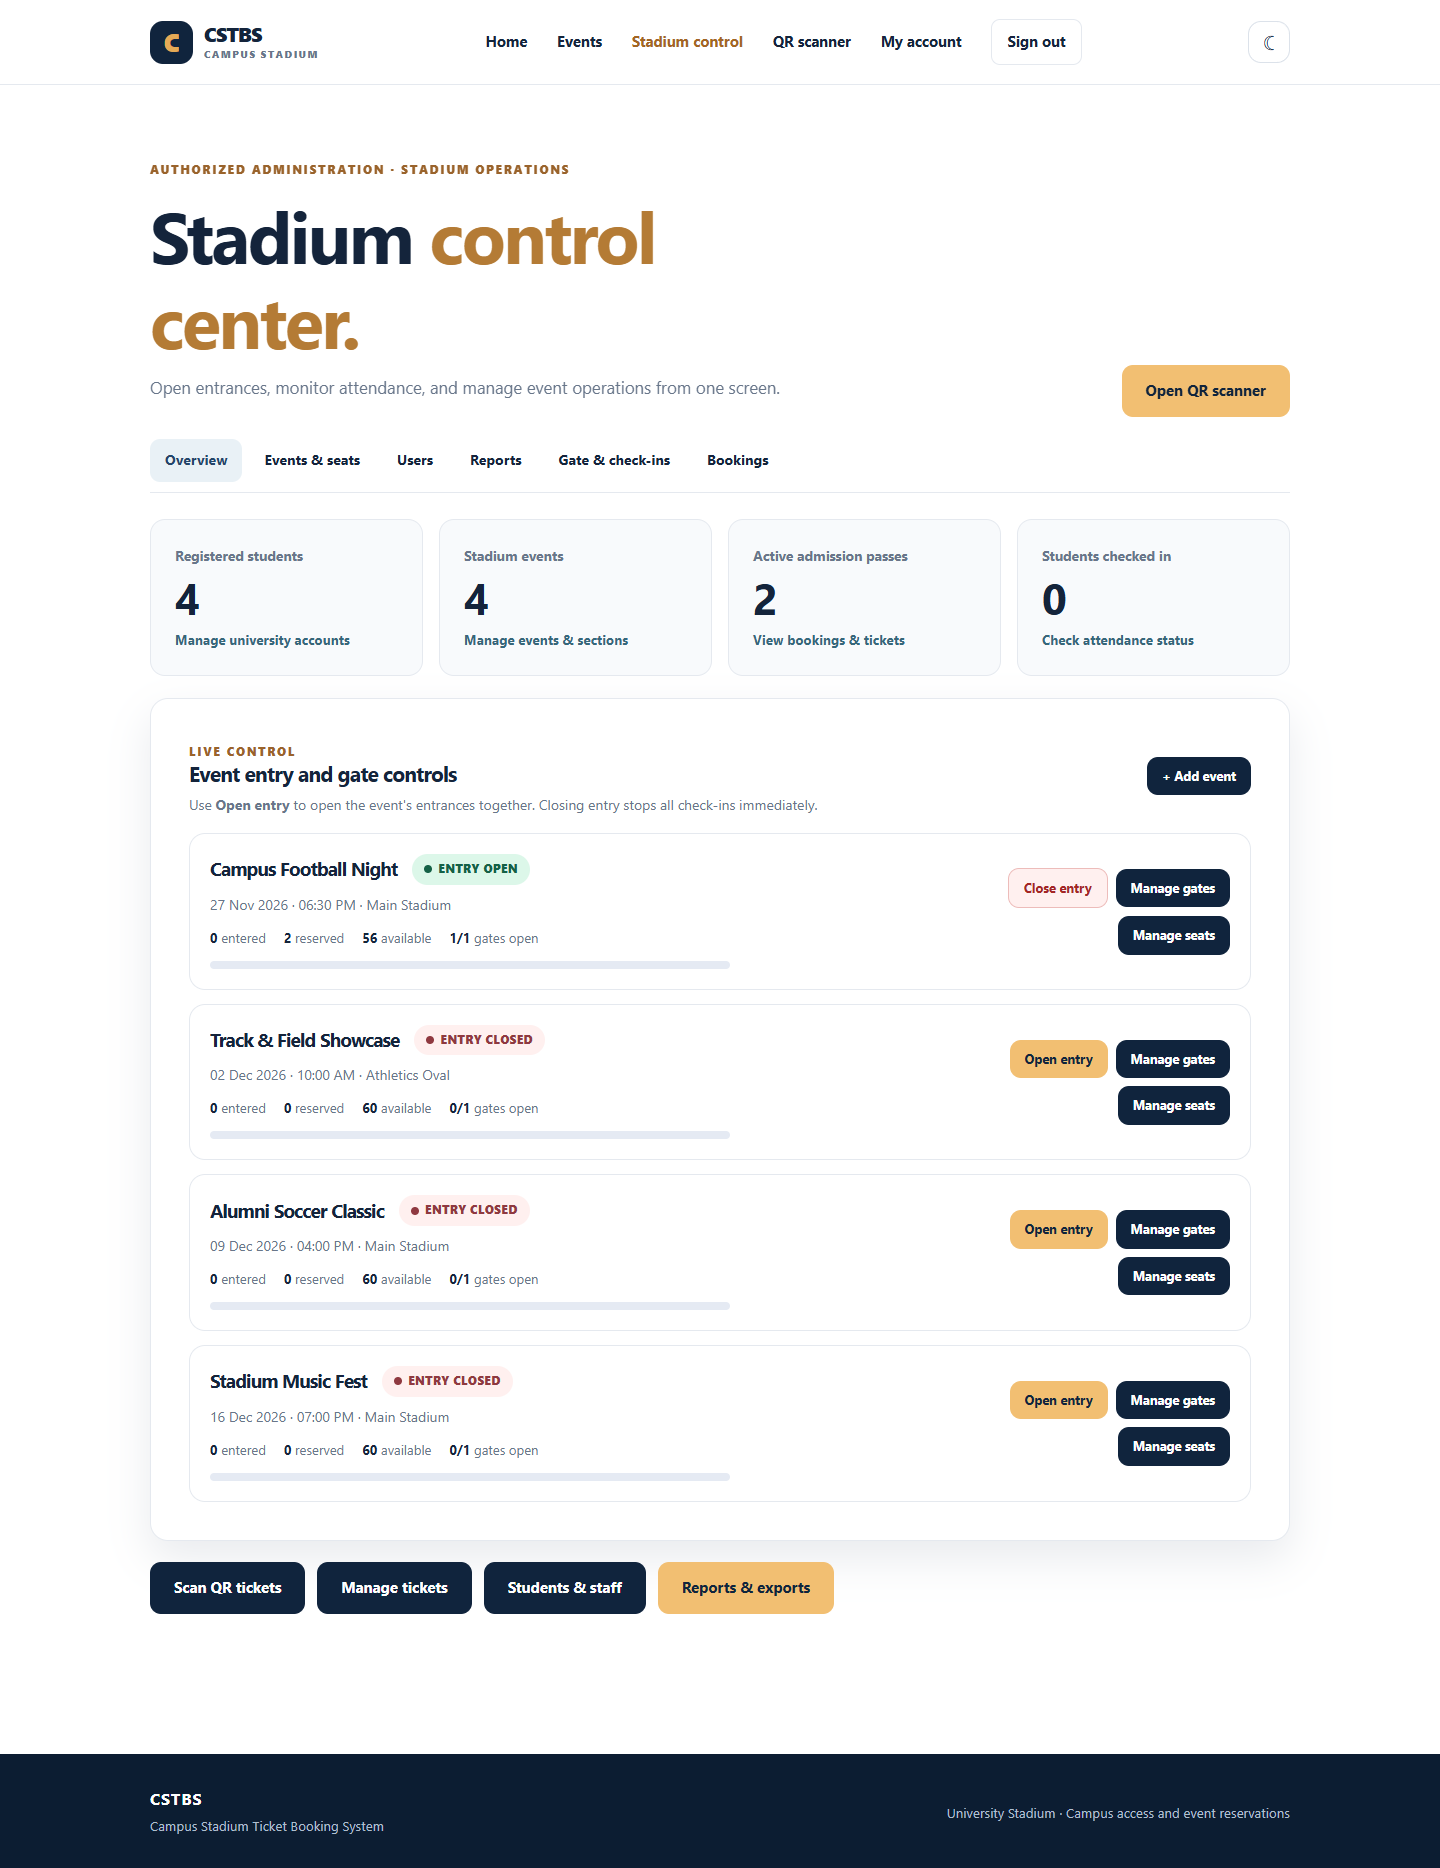 C
CSTBS
CAMPUS STADIUM
Home
Events
Stadium control
QR scanner
My account
Sign out
AUTHORIZED ADMINISTRATION · STADIUM OPERATIONS
Stadium control
center.
Open entrances, monitor attendance, and manage event operations from one screen.
Open QR scanner
Overview
Events & seats
Users
Reports
Gate & check-ins
Bookings
Registered students
4
Manage university accounts
Stadium events
4
Manage events & sections
Active admission passes
2
View bookings & tickets
Students checked in
0
Check attendance status
LIVE CONTROL
Event entry and gate controls
Use Open entry to open the event's entrances together. Closing entry stops all check-ins immediately.
+ Add event
Campus Football Night
ENTRY OPEN
27 Nov 2026 · 06:30 PM · Main Stadium
0 entered 2 reserved 56 available 1/1 gates open
Close entry
Manage gates
Manage seats
Track & Field Showcase
ENTRY CLOSED
02 Dec 2026 · 10:00 AM · Athletics Oval
0 entered 0 reserved 60 available 0/1 gates open
Open entry
Manage gates
Manage seats
Alumni Soccer Classic
ENTRY CLOSED
09 Dec 2026 · 04:00 PM · Main Stadium
0 entered 0 reserved 60 available 0/1 gates open
Open entry
Manage gates
Manage seats
Stadium Music Fest
ENTRY CLOSED
16 Dec 2026 · 07:00 PM · Main Stadium
0 entered 0 reserved 60 available 0/1 gates open
Open entry
Manage gates
Manage seats
Scan QR tickets
Manage tickets
Students & staff
Reports & exports
CSTBS
Campus Stadium Ticket Booking System
University Stadium · Campus access and event reservations